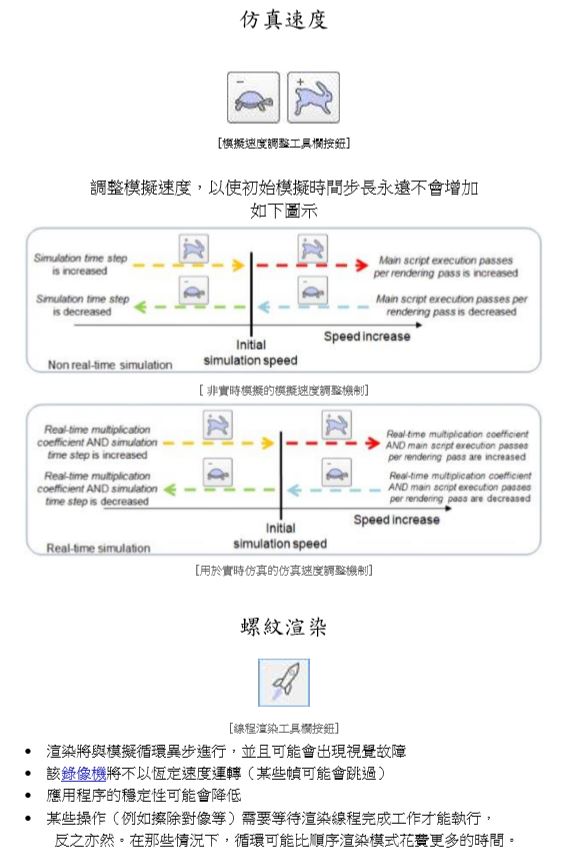 仿真速度
[模擬速度調整工具欄按鈕]
調整模擬速度，以使初始模擬時間步長永遠不會增加
如下圖示
Simulation time step
is increased
Main script execution passes
per rendering pass is increased
Simulation time step
is decreased
Main script execution passes per
rendering pass is decreased
Initial
simulation speed
Speed increase
Non real-time simulation
[ 非實時模擬的模擬速度調整機制]
Real-time multiplication
coefficient AND simulation
time step is increased
Real-time multiplication coefficient
AND main script execution passes
per rendering pass are increased
Real-time multiplication
coefficient AND simulation
time step is decreased
Real-time multiplication coefficient
AND main script execution passes
per rendering pass are decreased
Initial
simulation speed
Speed increase
Real-time simulation
[用於實時仿真的仿真速度調整機制]
螺紋渲染
[線程渲染工具欄按鈕]
• 渲染將與模擬循環異步進行，並且可能會出現視覺故障
• 該錄像機將不以恆定速度運轉（某些幀可能會跳過）
• 應用程序的穩定性可能會降低
• 某些操作（例如擦除對像等）需要等待渲染線程完成工作才能執行，
反之亦然。在那些情況下，循環可能比順序渲染模式花費更多的時間。